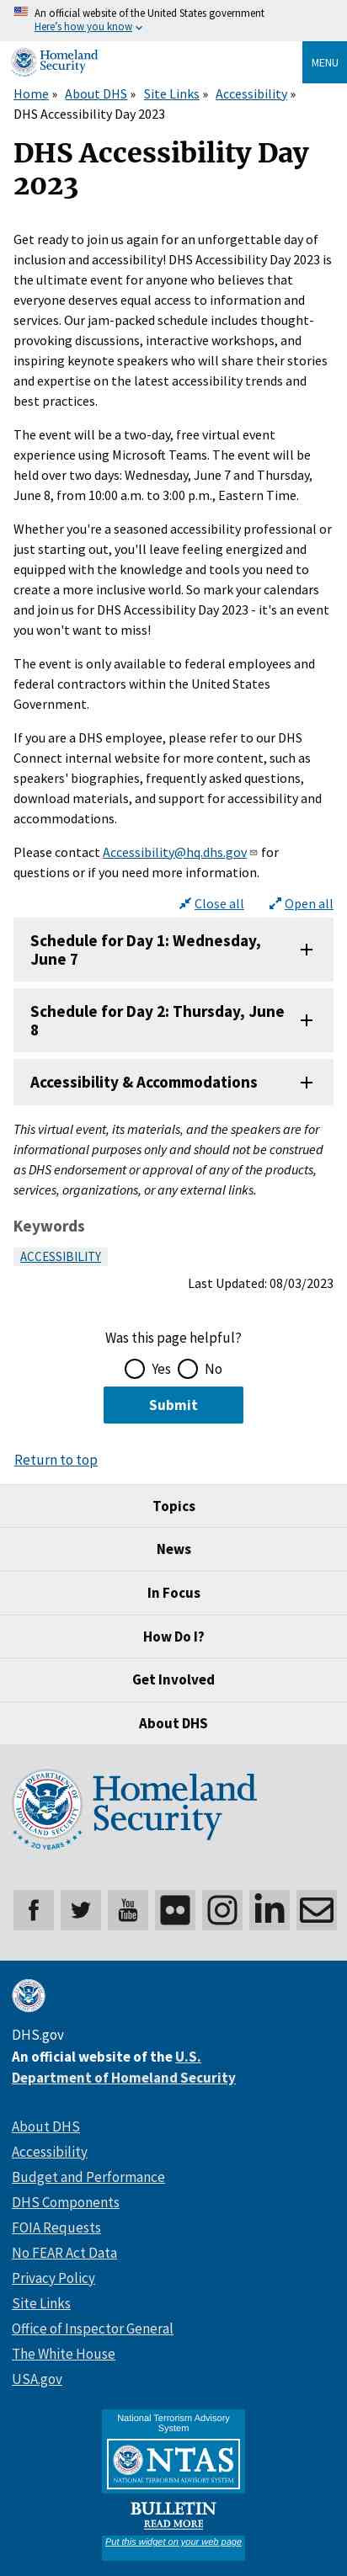 An official website of the United States government
Here's how you know
Homeland
Security
MENU
Home » About DHS » Site Links » Accessibility »
DHS Accessibility Day 2023
DHS Accessibility Day
2023
Get ready to join us again for an unforgettable day of
inclusion and accessibility! DHS Accessibility Day 2023 is
the ultimate event for anyone who believes that
everyone deserves equal access to information and
services. Our jam-packed schedule includes thought-
provoking discussions, interactive workshops, and
inspiring keynote speakers who will share their stories
and expertise on the latest accessibility trends and
best practices.
The event will be a two-day, free virtual event
experience using Microsoft Teams. The event will be
held over two days: Wednesday, June 7 and Thursday,
June 8, from 10:00 a.m. to 3:00 p.m., Eastern Time.
Whether you're a seasoned accessibility professional or
just starting out, you'll leave feeling energized and
equipped with the knowledge and tools you need to
create a more inclusive world. So mark your calendars
and join us for DHS Accessibility Day 2023 - it's an event
you won't want to miss!
The event is only available to federal employees and
federal contractors within the United States
Government.
If you are a DHS employee, please refer to our DHS
Connect internal website for more content, such as
speakers' biographies, frequently asked questions,
download materials, and support for accessibility and
accommodations.
Please contact Accessibility@hq.dhs.gov for
questions or if you need more information.
Close all Open all
Schedule for Day 1: Wednesday,
June 7
Schedule for Day 2: Thursday, June
8
Accessibility & Accommodations
This virtual event, its materials, and the speakers are for
informational purposes only and should not be construed
as DHS endorsement or approval of any of the products,
services, organizations, or any external links.
Keywords
ACCESSIBILITY
Last Updated: 08/03/2023
Was this page helpful?
Yes No
Submit
Return to top
Topics
News
In Focus
How Do I?
Get Involved
About DHS
Homeland
Security
20 YEARS
You
Tube
DHS.gov
An official website of the U.S.
Department of Homeland Security
About DHS
Accessibility
Budget and Performance
DHS Components
FOIA Requests
No FEAR Act Data
Privacy Policy
Site Links
Office of Inspector General
The White House
USA.gov
National Terrorism Advisory
System
NTAS
NATIONAL TERRORISM ADVISORY SYSTEM
BULLETIN
READ MORE
Put this widget on your web page